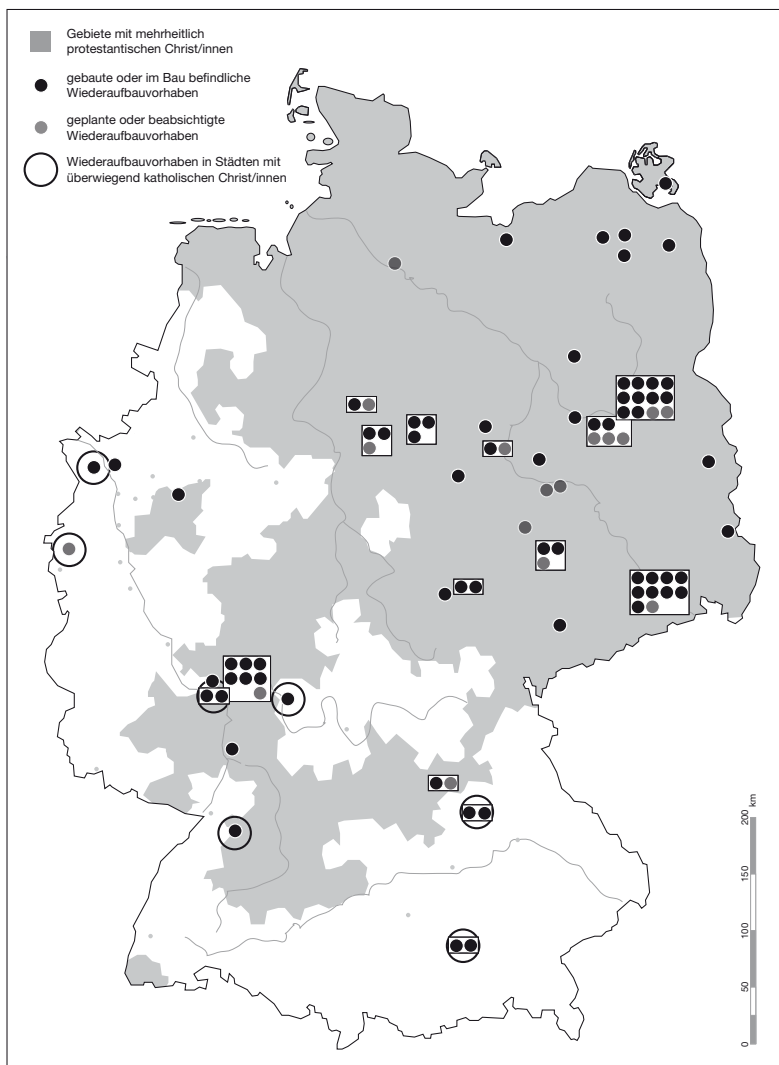 Gebiete mit mehrheitlich
protestantischen Christ/innen
gebaute oder im Bau befindliche
Wiederaufbauvorhaben
geplante oder beabsichtigte
Wiederaufbauvorhaben
Wiederaufbauvorhaben in Städten mit
überwiegend katholischen Christ/innen
km
200
150
100
50
0